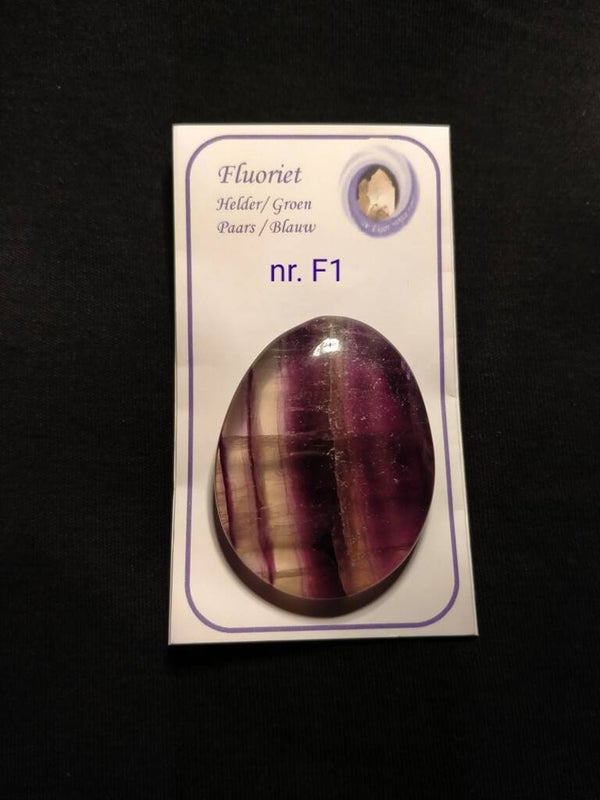 Fluoriet
Helder/ Groen
Paars / Blauw
nr. F1